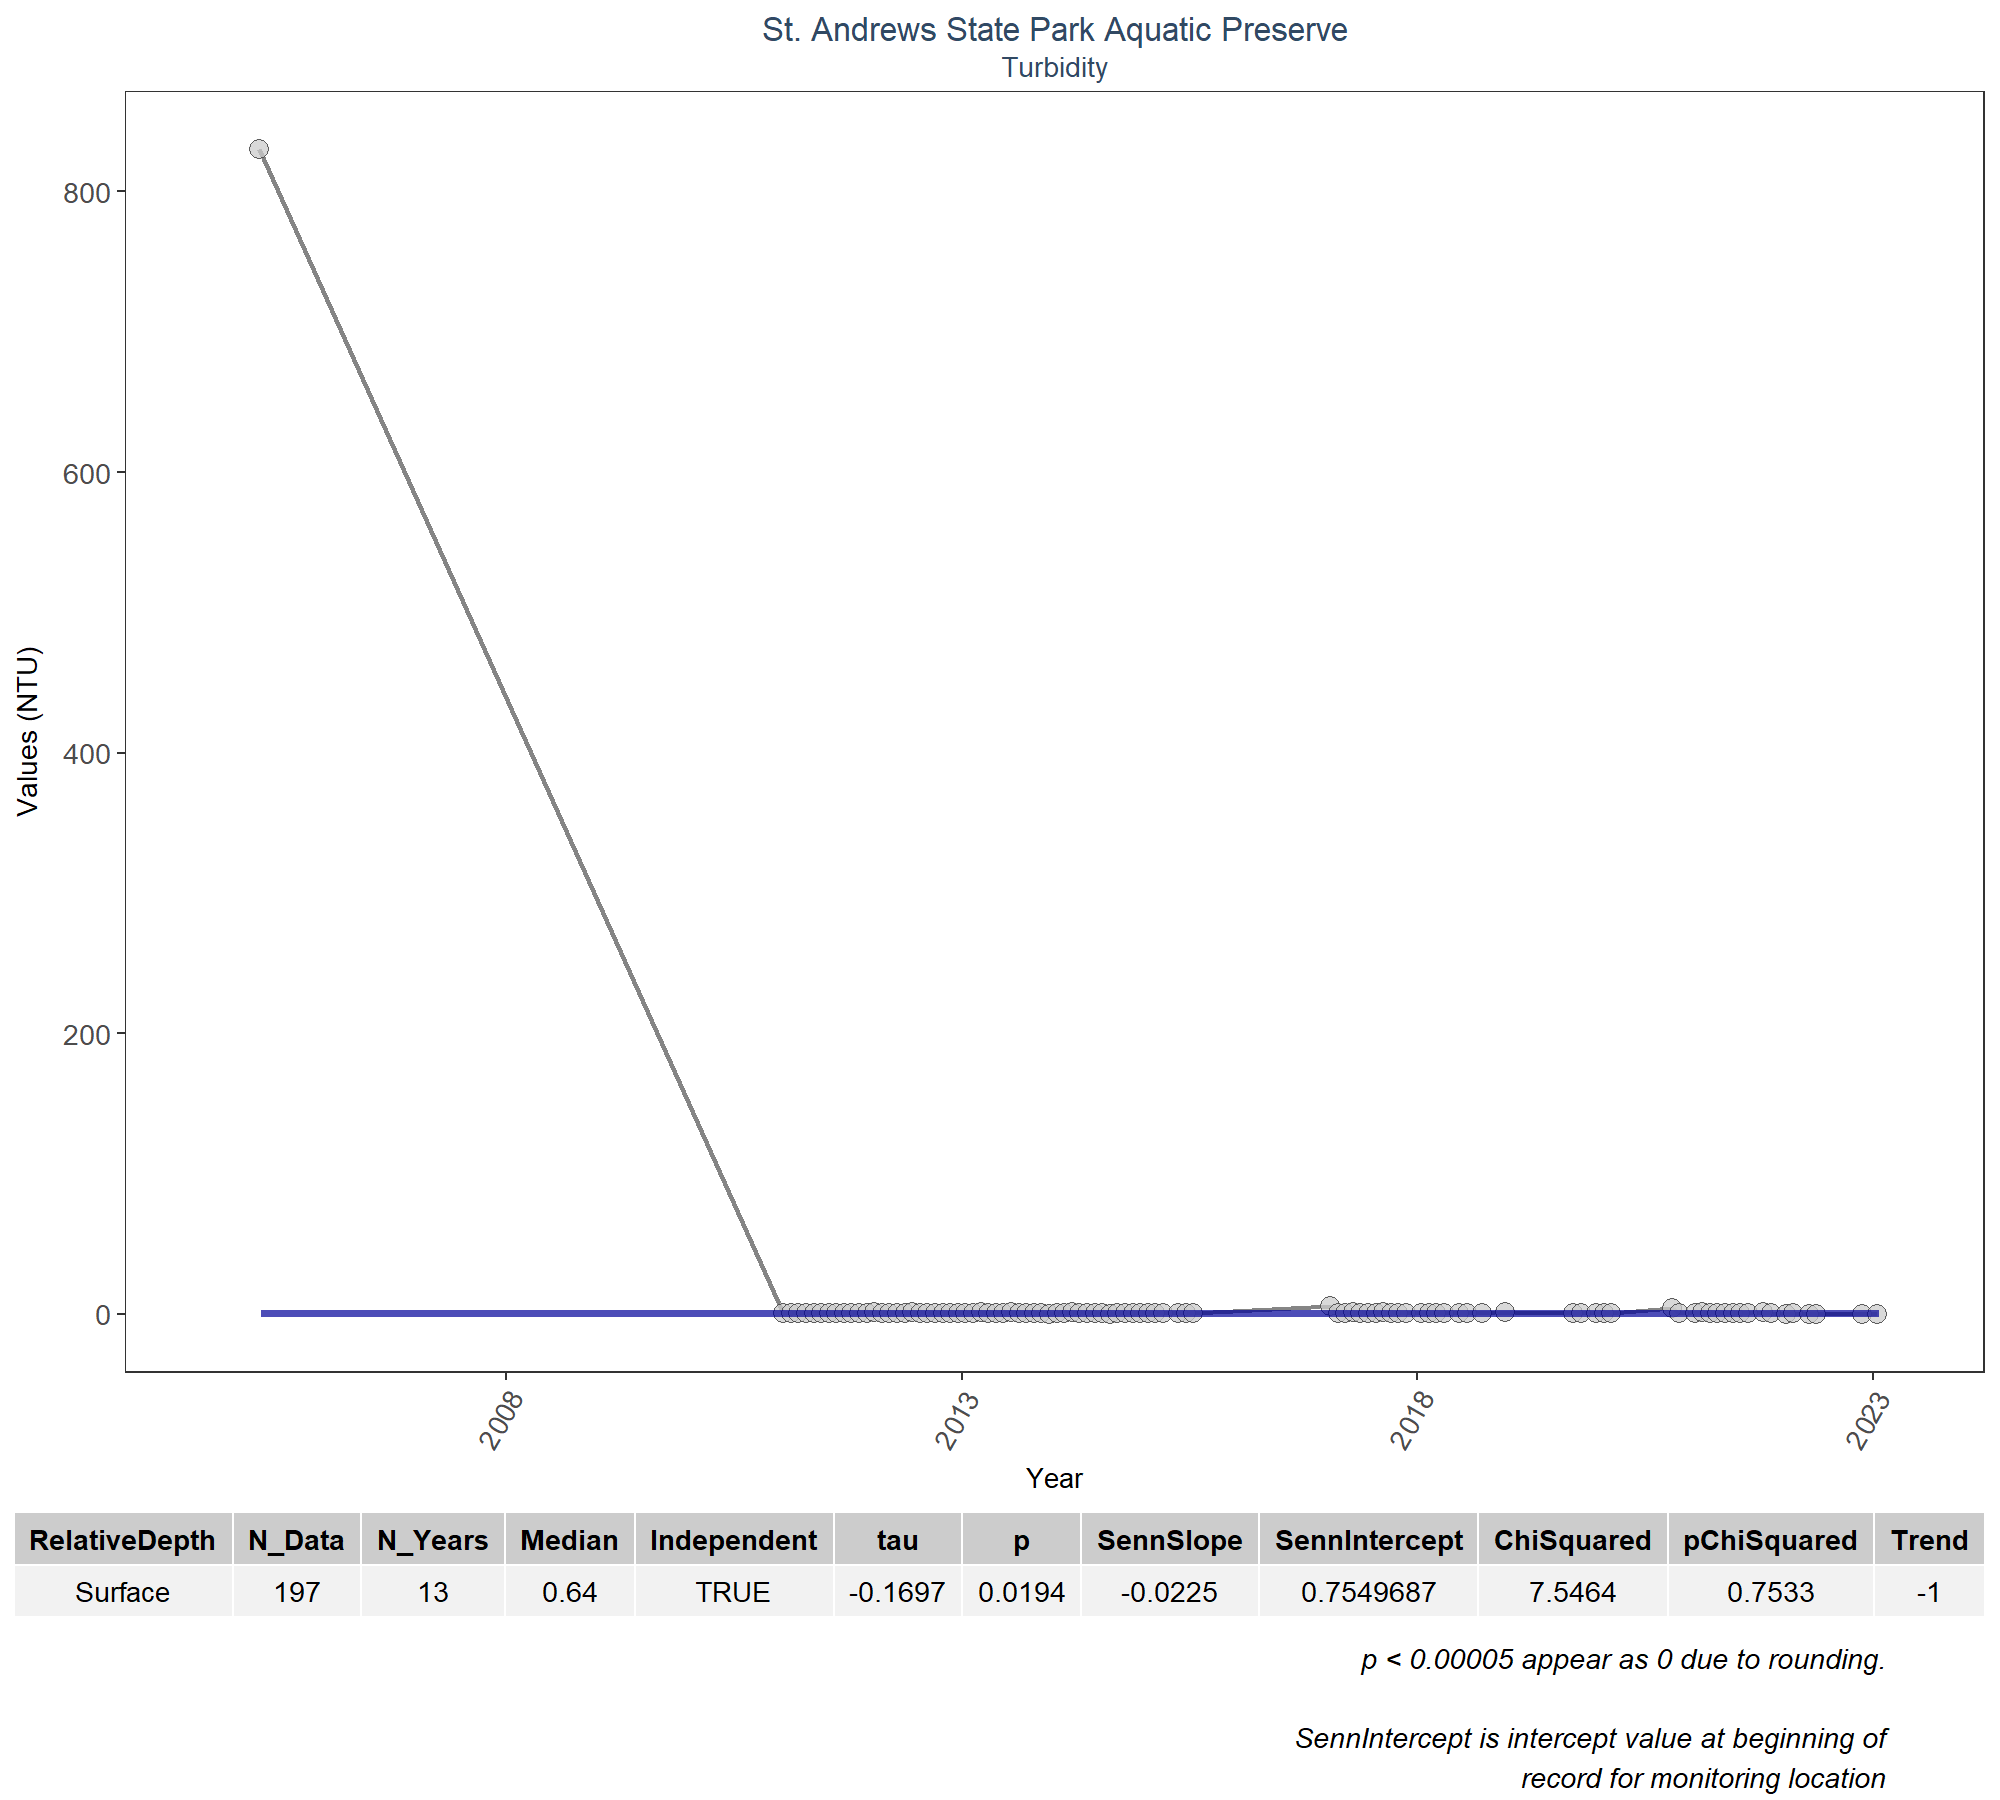 St. Andrews State Park Aquatic Preserve
Turbidity
Values (NTU)
800
600
400
200
0
2008 2013 2018 2023
Year
RelativeDepth N_Data N_Years Median Independent tau p SennSlope SennIntercept ChiSquared pChiSquared Trend
Surface 197 13 0.64 TRUE -0.1697 0.0194 -0.0225 0.7549687 7.5464 0.7533 -1
p < 0.00005 appear as 0 due to rounding.
SennIntercept is intercept value at beginning of
record for monitoring location